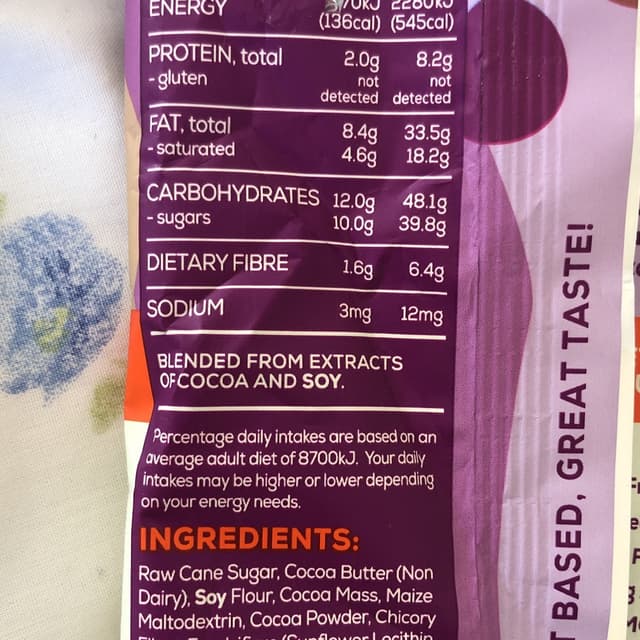 ENERGY 2280kJ
(136cal) (545cal)
PROTEIN, total 2.0g 8.2g
- gluten not not
detected detected
FAT, total 8.4g 33.5g
- saturated 4.6g 18.2g
CARBOHYDRATES 12.0g 48.1g
- sugars 10.0g 39.8g
DIETARY FIBRE 1.6g 6.4g
SODIUM 3mg 12mg
BLENDED FROM EXTRACTS
OF COCOA AND SOY.
Percentage daily intakes are based on an
average adult diet of 8700kJ. Your daily
intakes may be higher or lower depending
on your energy needs.
INGREDIENTS:
Raw Cane Sugar, Cocoa Butter (Non
Dairy), Soy Flour, Cocoa Mass, Maize
Maltodextrin, Cocoa Powder, Chicory
(Sunflower Lecithin
BASED, GREAT TASTE!